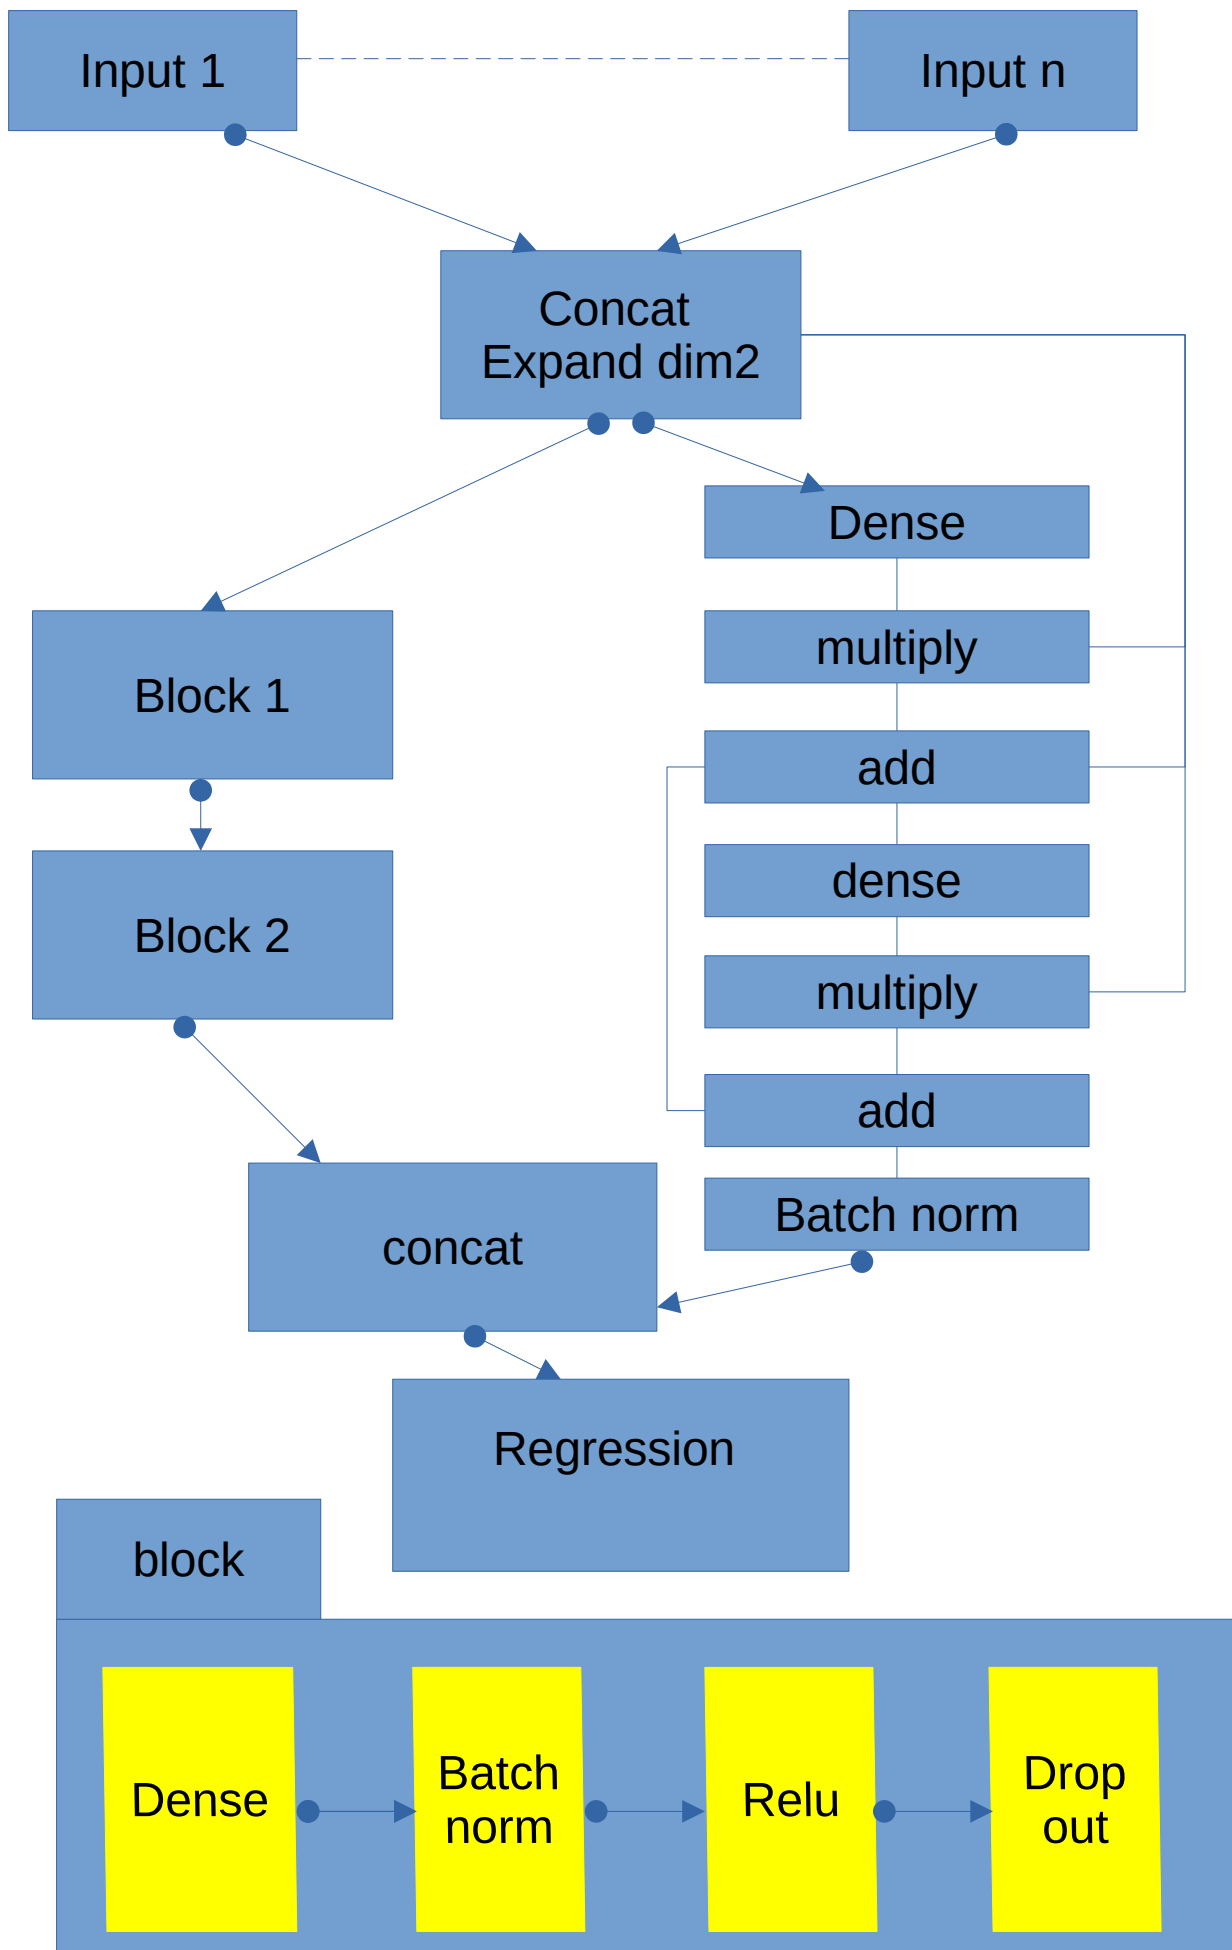 Input 1
Input n
Concat
Expand dim2
Dense
multiply
Block 1
add
dense
Block 2
multiply
add
Batch norm
concat
Regression
block
Dense
Batch
norm
Relu
Drop
out